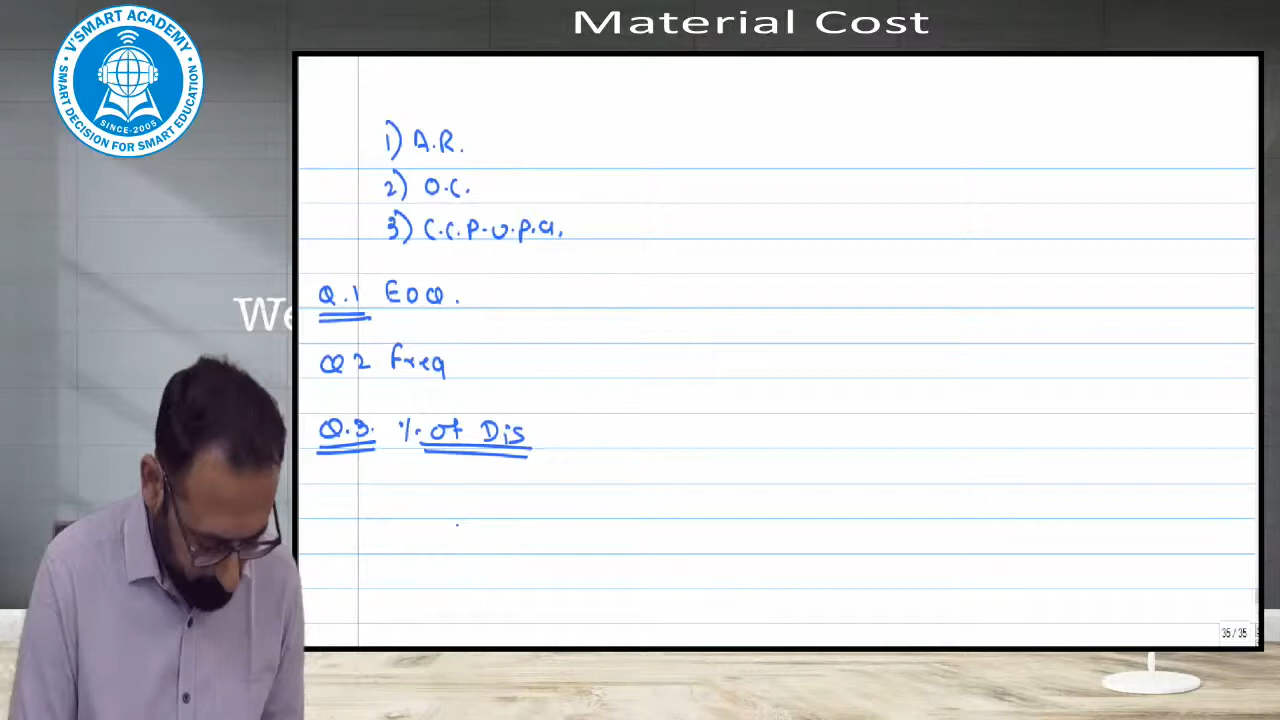 Material Cost
V'SMART ACADEMY
SINCE-2005
SMART DECISION FOR SMART EDUCATION
1) A.R.
2) O.C.
3) C.C.P.U.P.a.
We
Q.1 EOQ.
Q2 Freq
Q.3. % of Dis
35/35